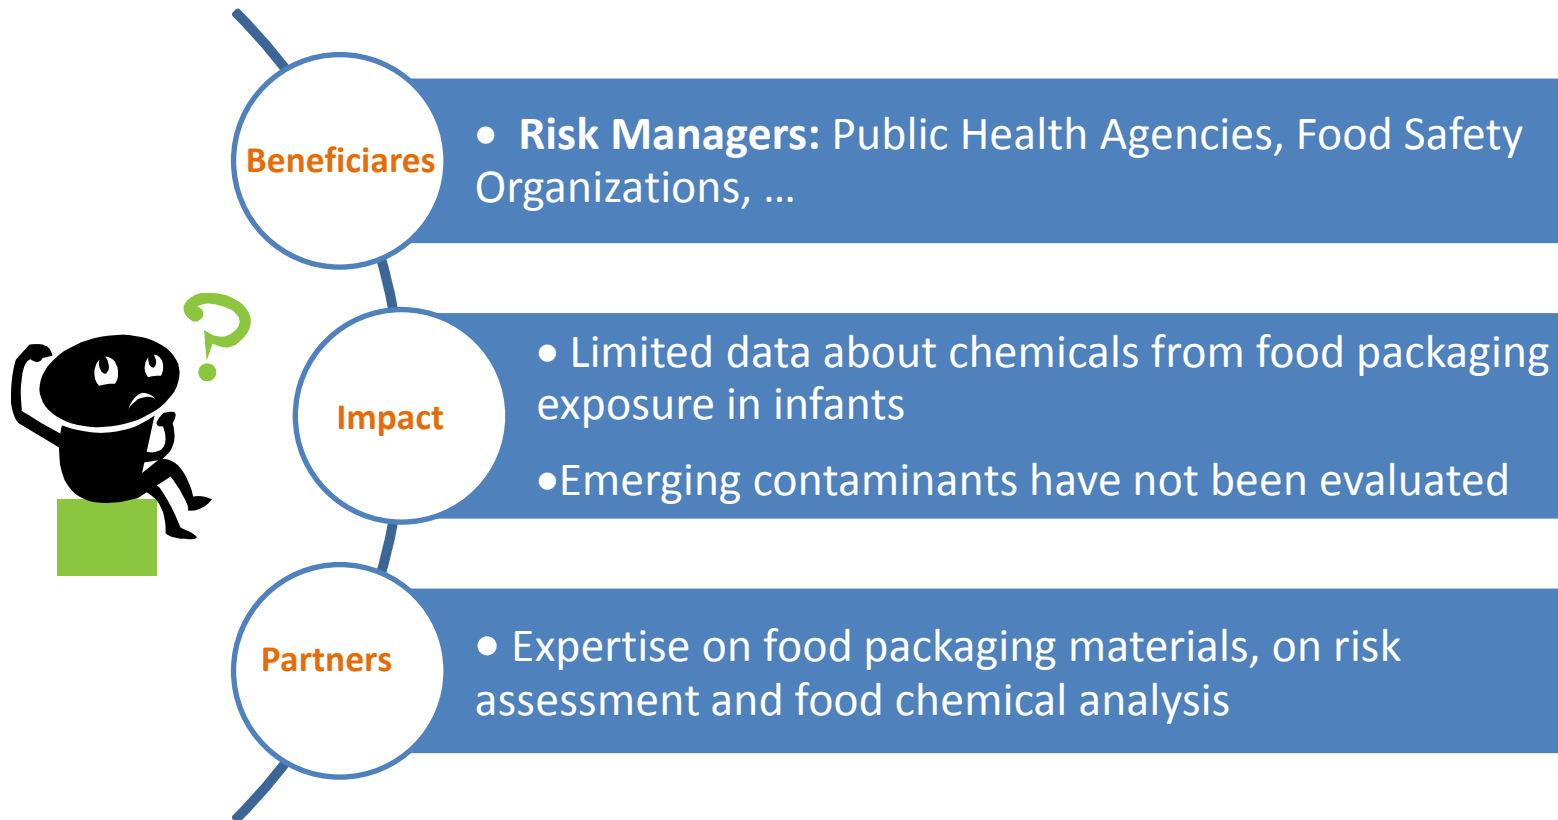 Beneficiares
• Risk Managers: Public Health Agencies, Food Safety
Organizations, ...
?
Impact
• Limited data about chemicals from food packaging
exposure in infants
•Emerging contaminants have not been evaluated
Partners
• Expertise on food packaging materials, on risk
assessment and food chemical analysis